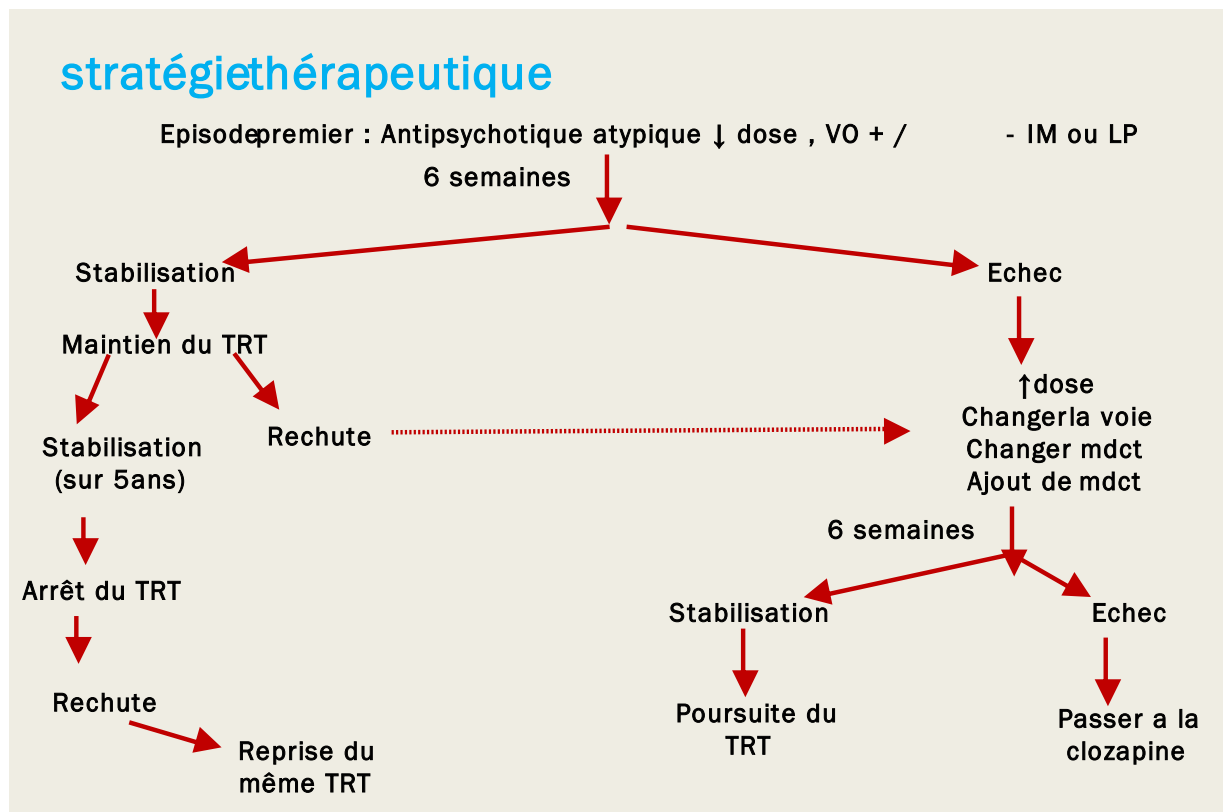 stratégiethérapeutique
Episodepremier : Antipsychotique atypique ↓ dose , VO + / - IM ou LP
6 semaines
Stabilisation
Echec
Maintien du TRT
↑dose
Changerla voie
Changer mdct
Ajout de mdct
Rechute
Stabilisation
(sur 5ans)
6 semaines
Arrêt du TRT
Stabilisation
Echec
Rechute
Poursuite du
TRT
Passer a la
clozapine
Reprise du
même TRT